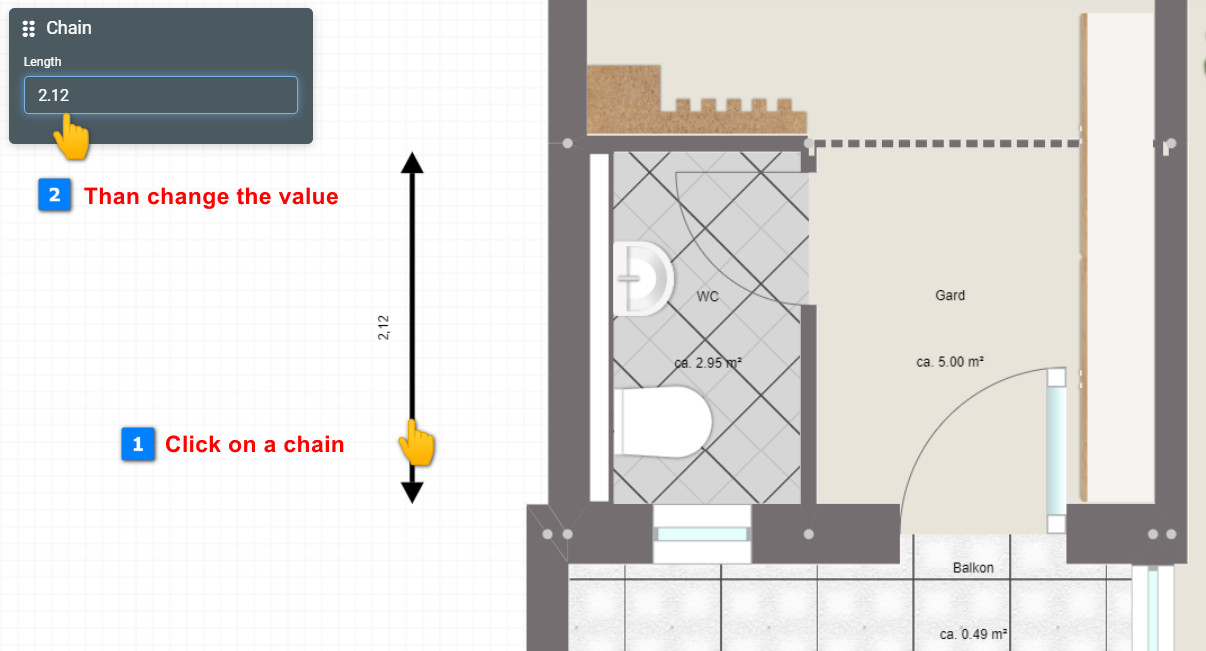 Chain
Length
2.12
2 Than change the value
2,12
1 Click on a chain
WC
ca. 2.95 m²
Gard
ca. 5.00 m²
Balkon
ca. 0.49 m²